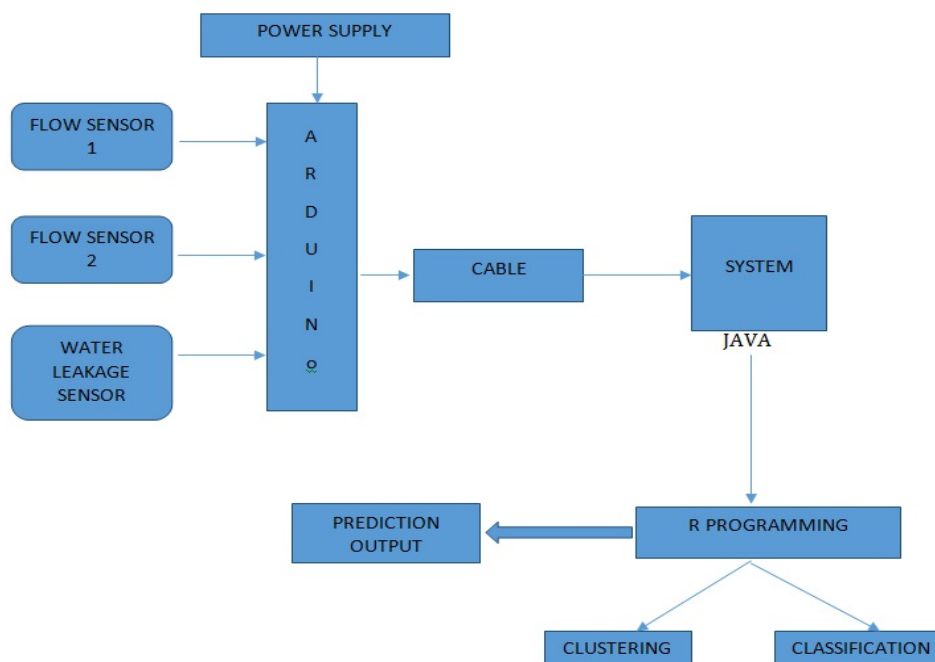 POWER SUPPLY
FLOW SENSOR
1
A
R
D
U
I
N
o
FLOW SENSOR
2
CABLE
SYSTEM
JAVA
WATER
LEAKAGE
SENSOR
PREDICTION
OUTPUT
R PROGRAMMING
CLUSTERING
CLASSIFICATION